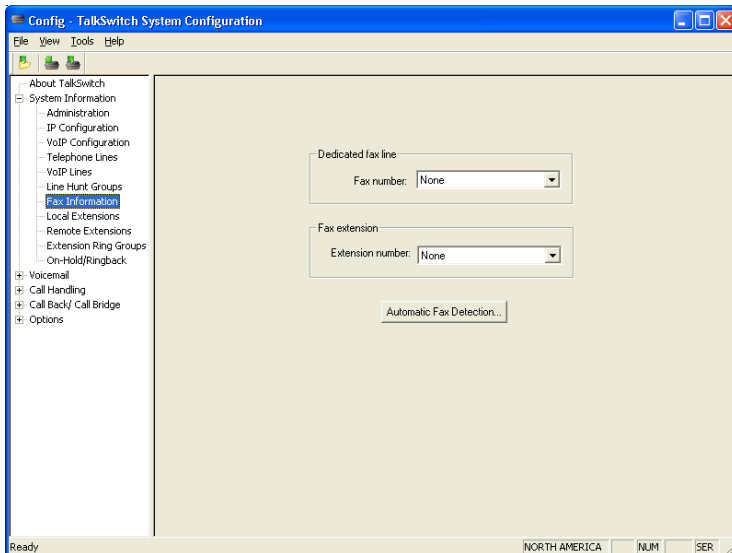 Config - TalkSwitch System Configuration
File View Tools Help
About TalkSwitch
System Information
Administration
IP Configuration
VoIP Configuration
Telephone Lines
VoIP Lines
Line Hunt Groups
Fax Information
Local Extensions
Remote Extensions
Extension Ring Groups
On-Hold/Ringback
Voicemail
Call Handling
Call Back/ Call Bridge
Options
Dedicated fax line
Fax number: None
Fax extension
Extension number: None
Automatic Fax Detection...
Ready NORTH AMERICA NUM SER